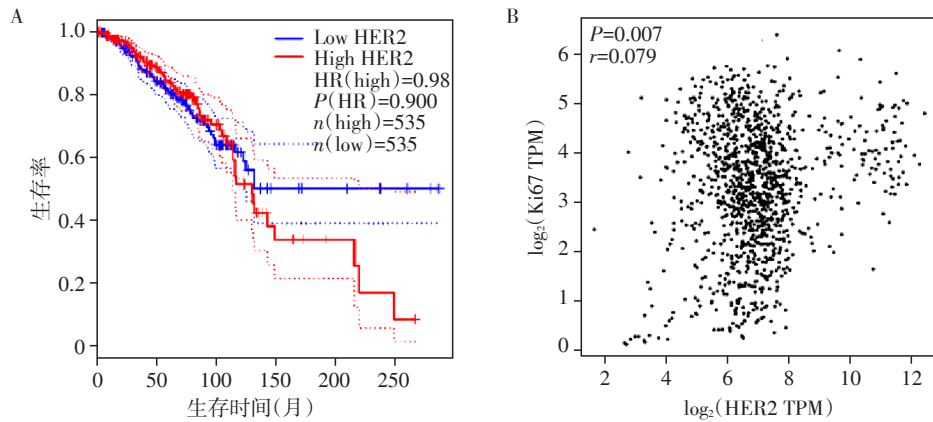 A
Low HER2
High HER2
HR(high)=0.98
P(HR)=0.900
n(high)=535
n(low)=535
1.0
0.8
0.6
0.4
0.2
0
生存率
0 50 100 150 200 250
生存时间(月)
B
P=0.007
r=0.079
6
5
4
3
2
1
0
log₂(Ki67 TPM)
2 4 6 8 10 12
log₂(HER2 TPM)